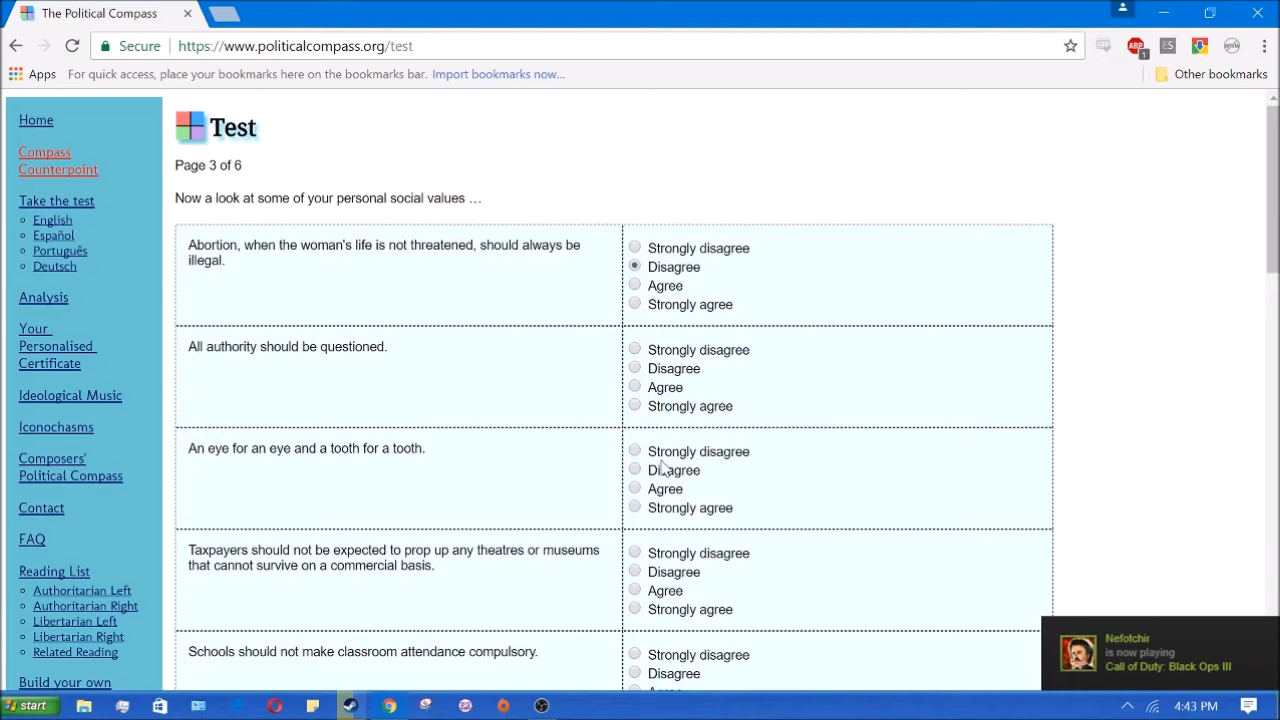 The Political Compass
Secure https://www.politicalcompass.org/test
ABP
1
ES
Apps For quick access, place your bookmarks here on the bookmarks bar. Import bookmarks now... Other bookmarks
Home
Compass
Counterpoint
Take the test
English
Español
Português
Deutsch
Analysis
Your
Personalised
Certificate
Ideological Music
Iconochasms
Composers'
Political Compass
Contact
FAQ
Reading List
Authoritarian Left
Authoritarian Right
Libertarian Left
Libertarian Right
Related Reading
Build your own
Test
Page 3 of 6
Now a look at some of your personal social values …
Abortion, when the woman's life is not threatened, should always be
illegal.
Strongly disagree
Disagree
Agree
Strongly agree
All authority should be questioned.
Strongly disagree
Disagree
Agree
Strongly agree
An eye for an eye and a tooth for a tooth.
Strongly disagree
Disagree
Agree
Strongly agree
Taxpayers should not be expected to prop up any theatres or museums
that cannot survive on a commercial basis.
Strongly disagree
Disagree
Agree
Strongly agree
Schools should not make classroom attendance compulsory.
Strongly disagree
Disagree
Nefotchir
is now playing
Call of Duty: Black Ops III
start
4:43 PM